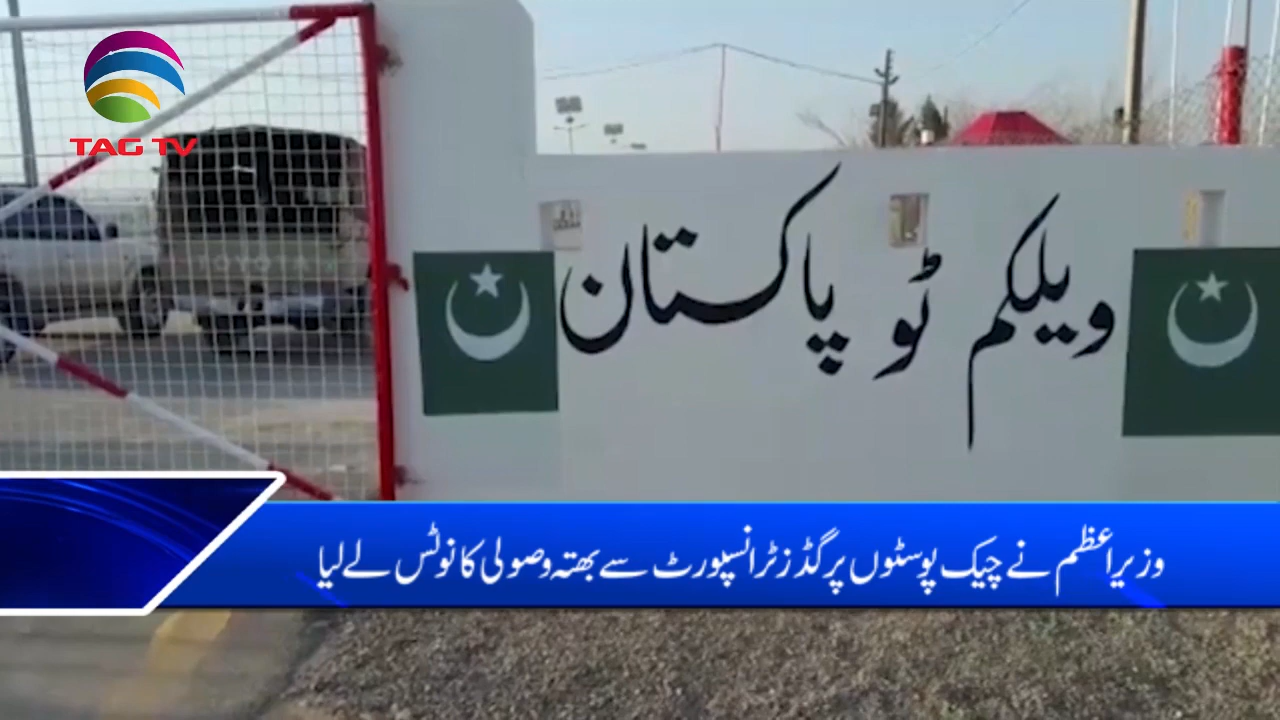 TAG TV
ویلکم ٹو پاکستان
وزیراعظم نے چیک پوسٹوں پر گڈز ٹرانسپورٹ سے بھتہ وصولی کا نوٹس لے لیا